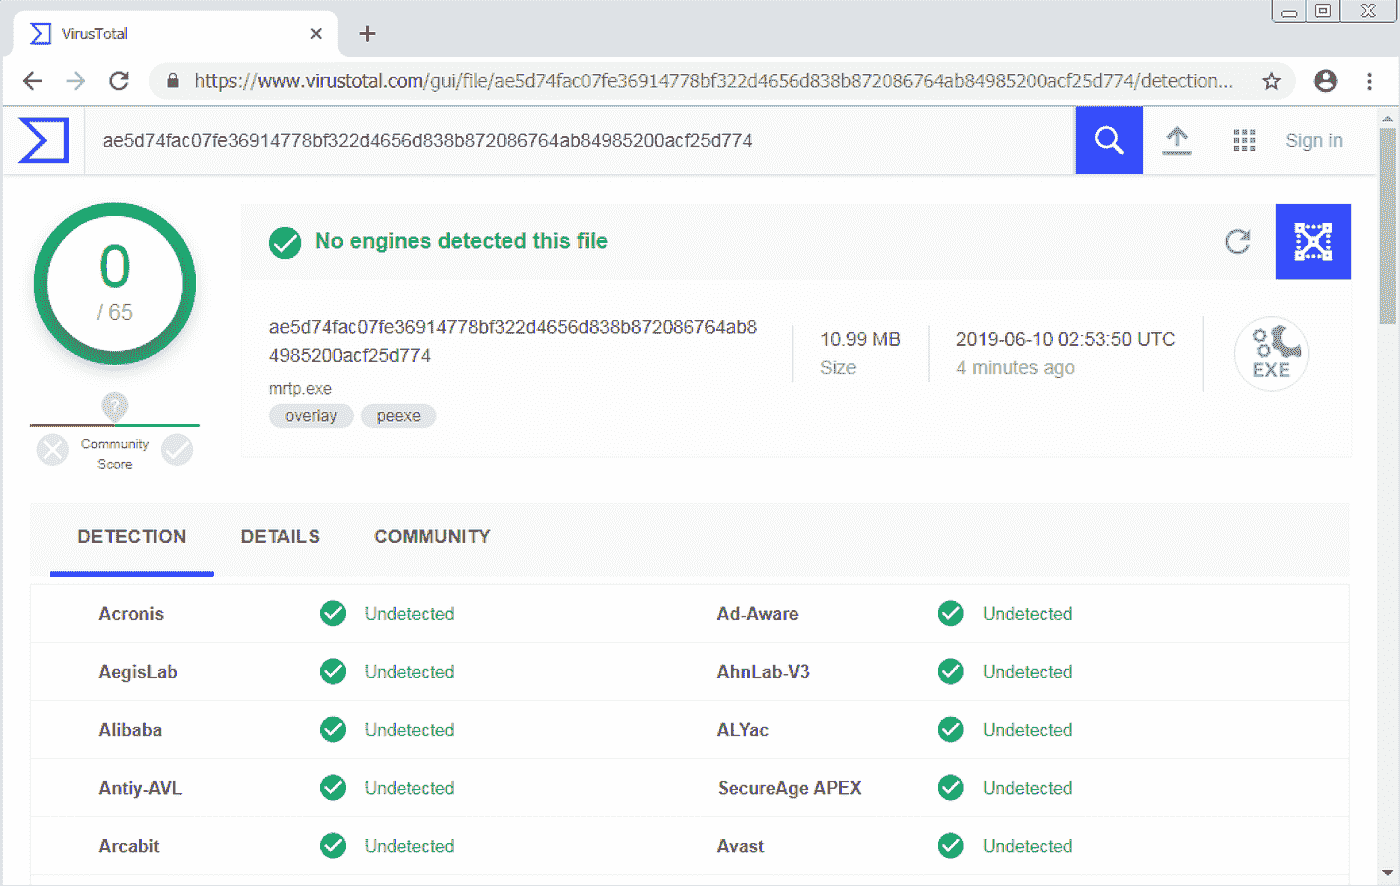 VirusTotal
https://www.virustotal.com/gui/file/ae5d74fac07fe36914778bf322d4656d838b872086764ab84985200acf25d774/detection...
ae5d74fac07fe36914778bf322d4656d838b872086764ab84985200acf25d774
Sign in
0
/ 65
No engines detected this file
ae5d74fac07fe36914778bf322d4656d838b872086764ab8
4985200acf25d774
mrtp.exe
overlay peexe
10.99 MB
Size
2019-06-10 02:53:50 UTC
4 minutes ago
EXE
?
Community
Score
DETECTION DETAILS COMMUNITY
Acronis Undetected Ad-Aware Undetected
AegisLab Undetected AhnLab-V3 Undetected
Alibaba Undetected ALYac Undetected
Antiy-AVL Undetected SecureAge APEX Undetected
Arcabit Undetected Avast Undetected